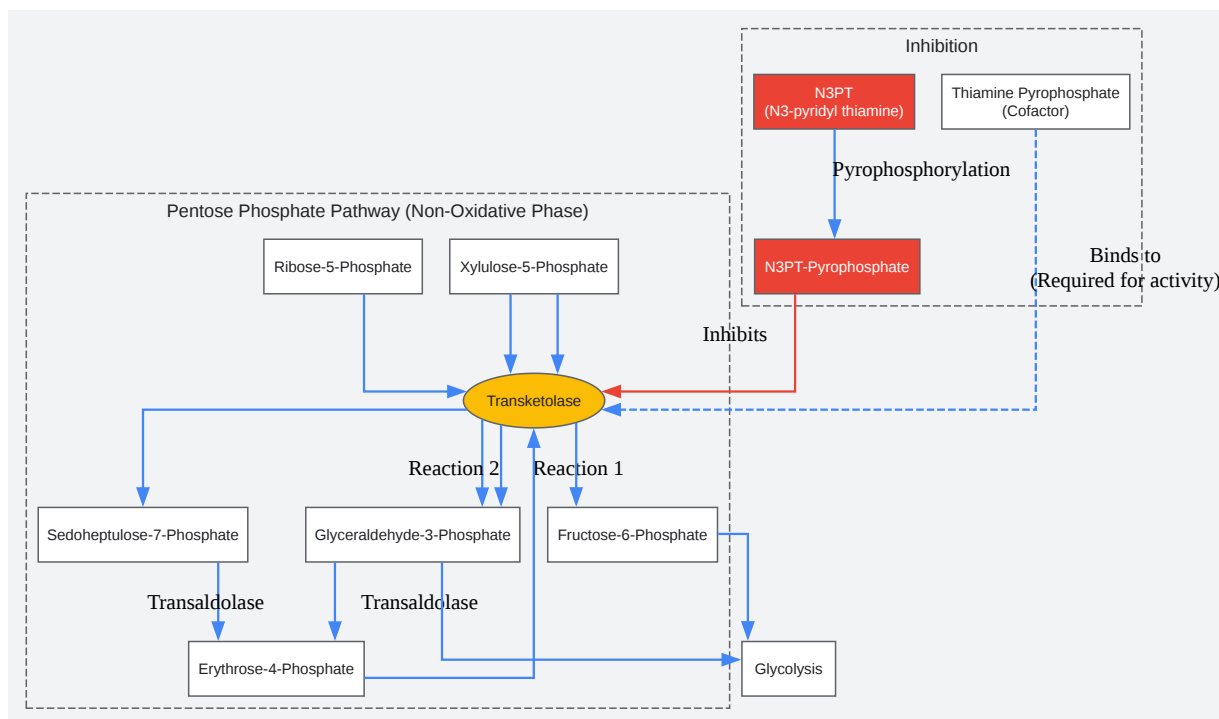 Inhibition
N3PT
(N3-pyridyl thiamine)
Thiamine Pyrophosphate
(Cofactor)
Pyrophosphorylation
Pentose Phosphate Pathway (Non-Oxidative Phase)
Ribose-5-Phosphate
Xylulose-5-Phosphate
N3PT-Pyrophosphate
Binds to
(Required for activity)
Inhibits
Transketolase
Reaction 2
Reaction 1
Sedoheptulose-7-Phosphate
Glyceraldehyde-3-Phosphate
Fructose-6-Phosphate
Transaldolase
Transaldolase
Erythrose-4-Phosphate
Glycolysis